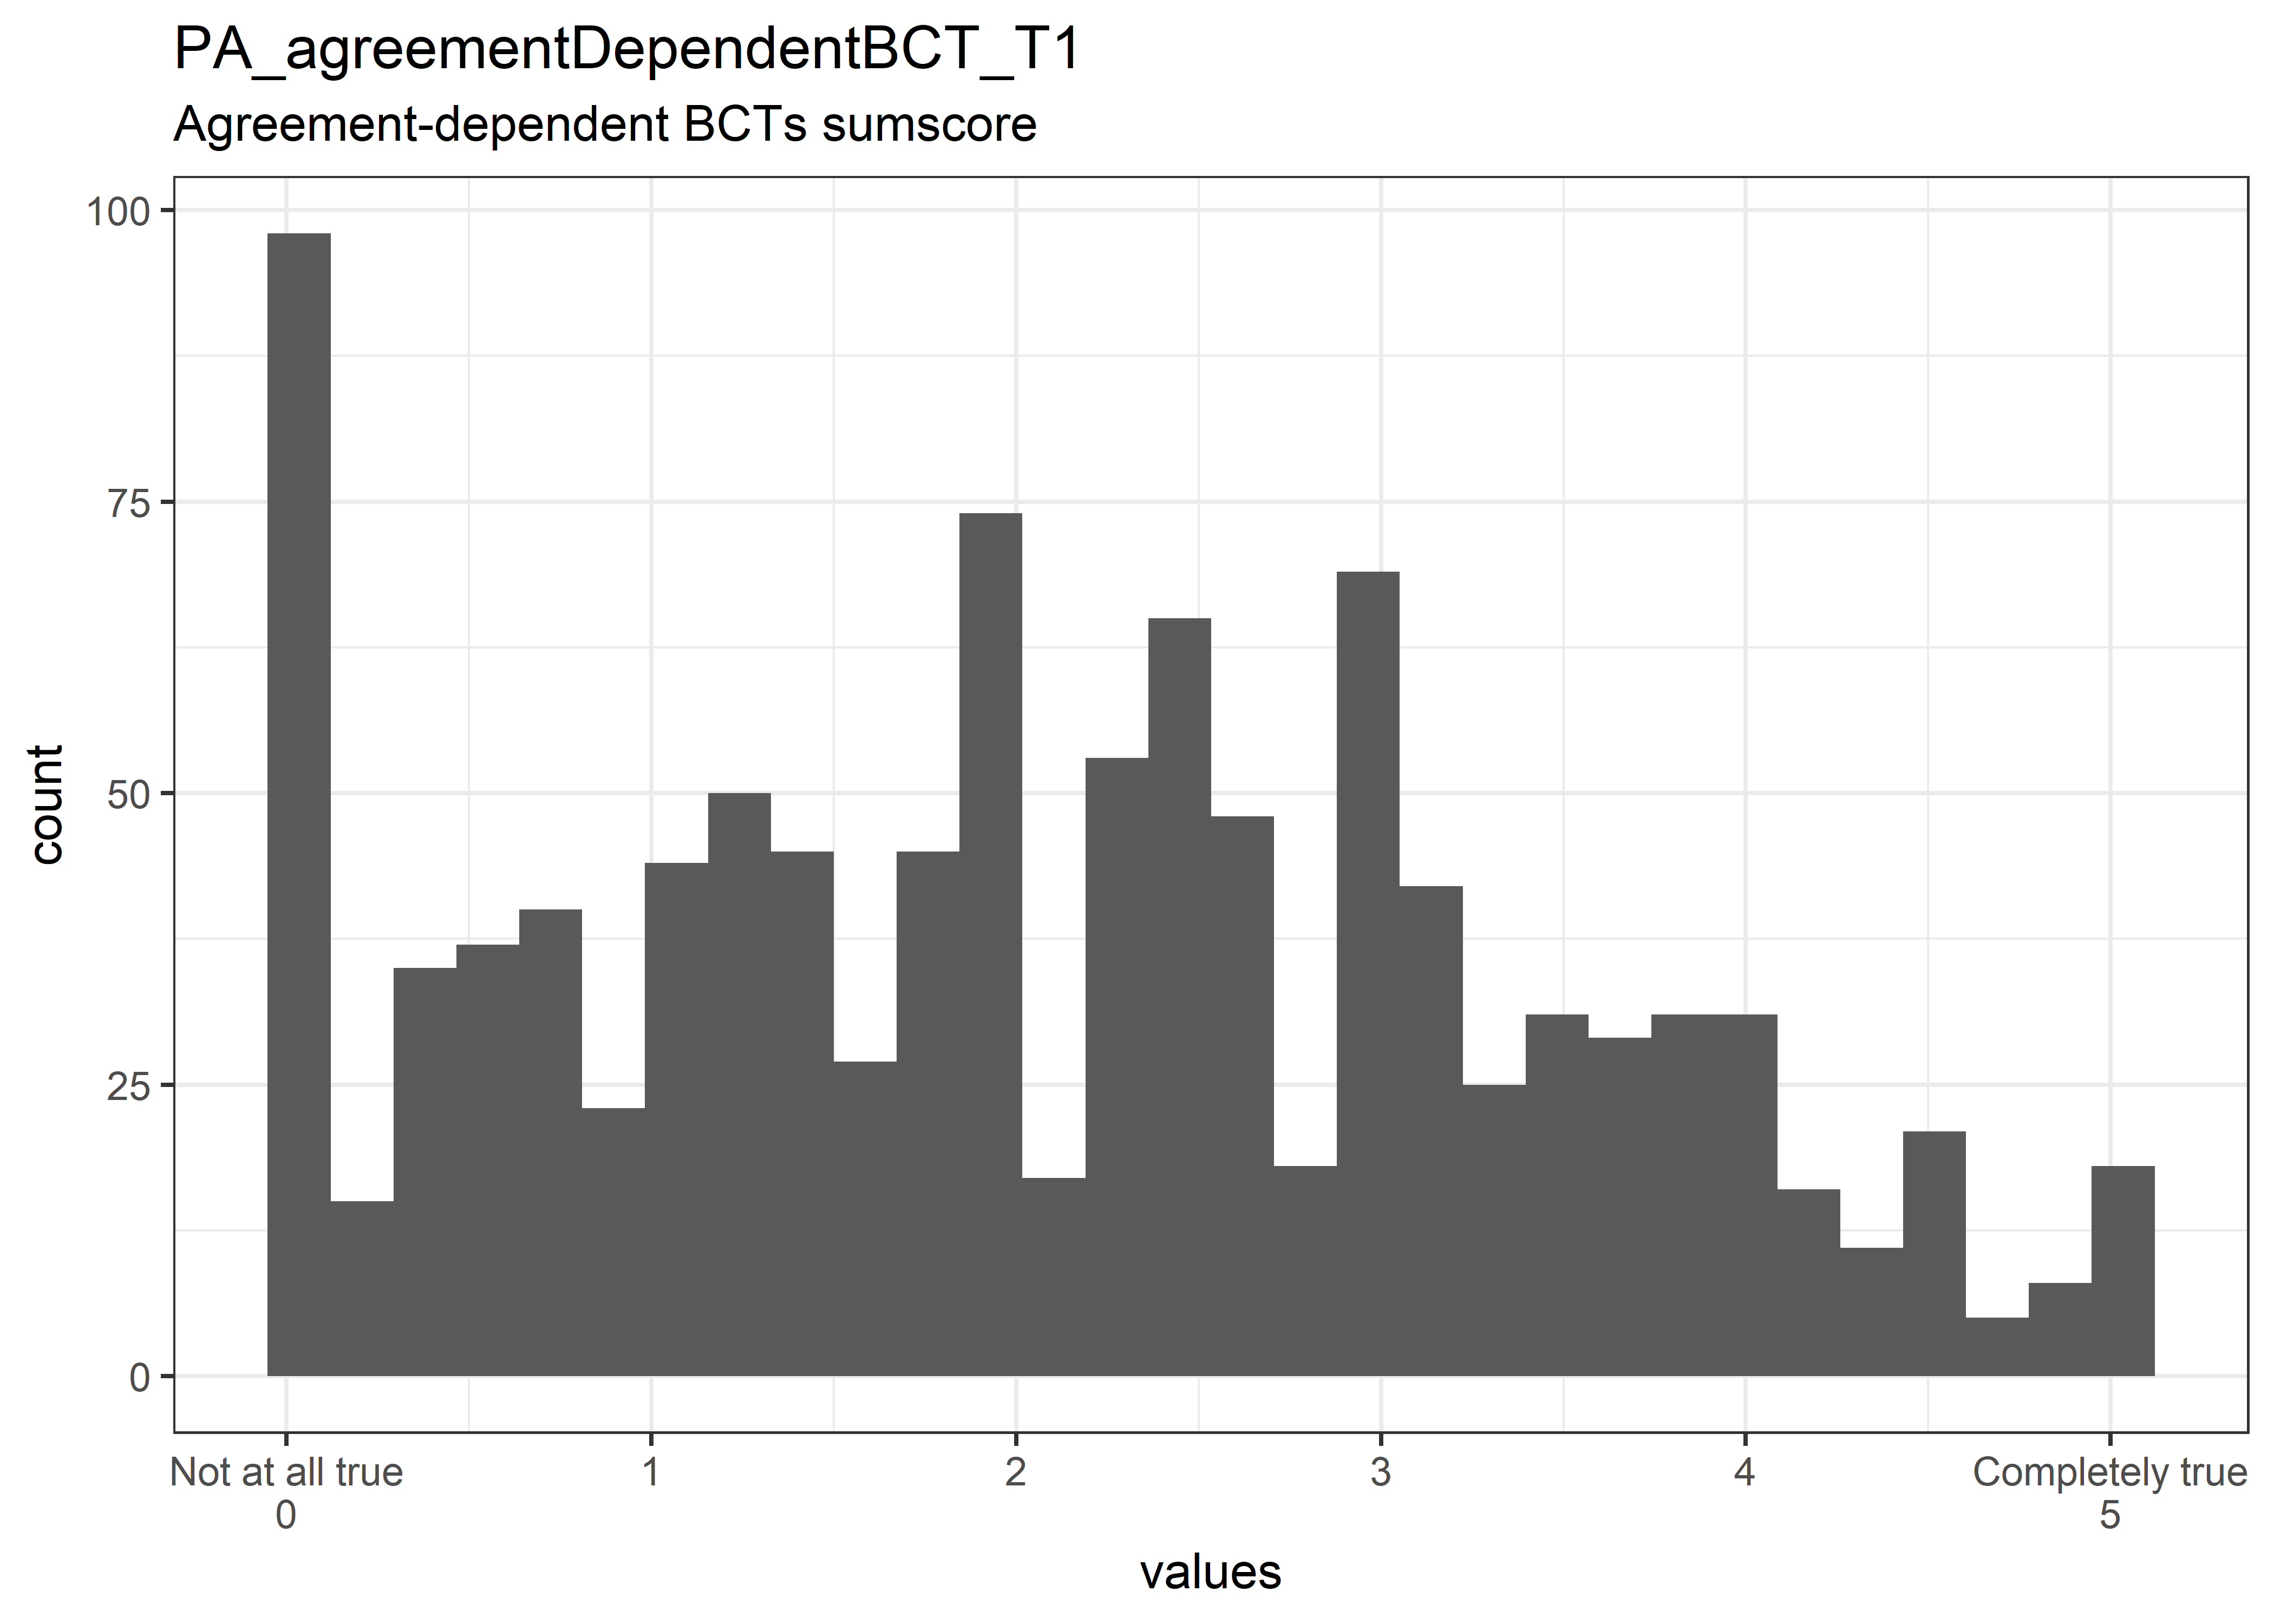 PA_agreementDependentBCT_T1
Agreement-dependent BCTs sumscore
100
75
50
25
0
count
Not at all true 1 2 3 4 Completely true
0 5
values